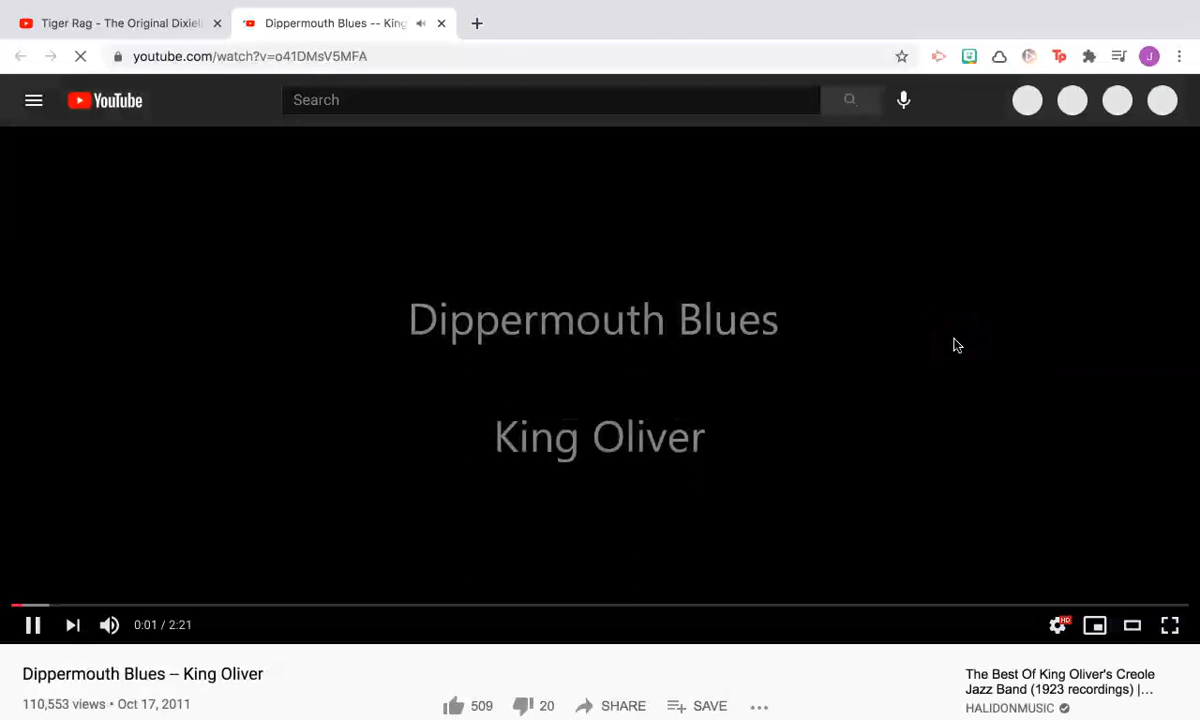 Tiger Rag - The Original Dixiel
Dippermouth Blues -- King
youtube.com/watch?v=o41DMsV5MFA
Tp
J
YouTube
Search
Dippermouth Blues
King Oliver
0:01 / 2:21
HD
Dippermouth Blues -- King Oliver
110,553 views • Oct 17, 2011
509
20
SHARE
SAVE
The Best Of King Oliver's Creole
Jazz Band (1923 recordings) |...
HALIDONMUSIC